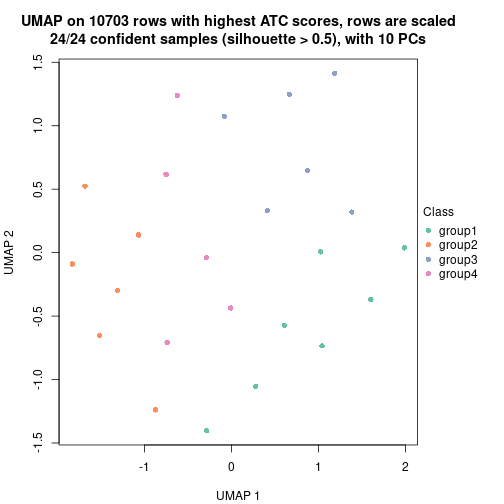 UMAP on 10703 rows with highest ATC scores, rows are scaled
24/24 confident samples (silhouette > 0.5), with 10 PCs
1.5
1.0
0.5
0.0
-0.5
-1.0
-1.5
UMAP 2
-1
0
1
2
UMAP 1
Class
group1
group2
group3
group4